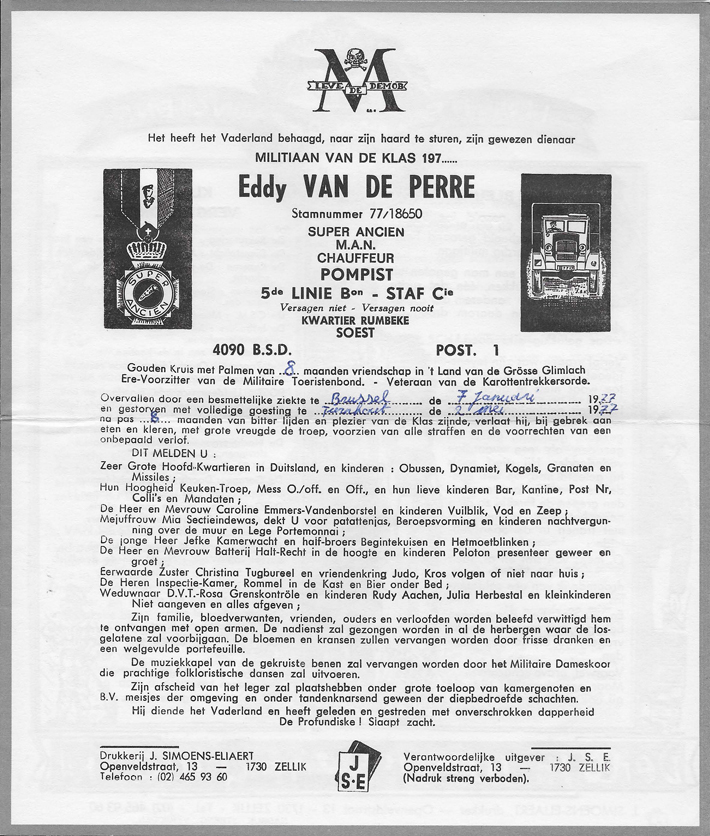 M
LEVE DE DEMOB
Het heeft het Vaderland behaagd, naar zijn haard te sturen, zijn gewezen dienaar
MILITIAAN VAN DE KLAS 197......
Eddy VAN DE PERRE
Stamnummer 77/18650
SUPER ANCIEN
SUPER ANCIEN
M.A.N.
CHAUFFEUR
POMPIST
5de LINIE Bon - STAF Cie
Versagen niet - Versagen nooit
KWARTIER RUMBEKE
SOEST
4090 B.S.D. POST. 1
Gouden Kruis met Palmen van ..8.. maanden vriendschap in 't Land van de Grösse Glimlach
Ere-Voorzitter van de Militaire Toeristenbond. - Veteraan van de Karottentrekkersorde.
Overvallen door een besmettelijke ziekte te Brussel de 7 januari 1977
en gestorven met volledige goesting te Turnhout de 2 mei 1977
na pas ..8.. maanden van bitter lijden en plezier van de Klas zijnde, verlaat hij, bij gebrek aan
eten en kleren, met grote vreugde de troep, voorzien van alle straffen en de voorrechten van een
onbepaald verlof.
DIT MELDEN U :
Zeer Grote Hoofd-Kwartieren in Duitsland, en kinderen : Obussen, Dynamiet, Kogels, Granaten en
Missiles ;
Hun Hoogheid Keuken-Troep, Mess O./off. en Off., en hun lieve kinderen Bar, Kantine, Post Nr,
Colli's en Mandaten ;
De Heer en Mevrouw Caroline Emmers-Vandenborstel en kinderen Vuilblik, Vod en Zeep ;
Mejuffrouw Mia Sectieindewas, dekt U voor patattenjas, Beroepsvorming en kinderen nachtvergun-
ning over de muur en Lege Portemonnai ;
De jonge Heer Jefke Kamerwacht en half-broers Begintekuisen en Hetmoetblinken ;
De Heer en Mevrouw Batterij Halt-Recht in de hoogte en kinderen Peloton presenteer geweer en
groet ;
Eerwaarde Zuster Christina Tugbureel en vriendenkring Judo, Kros volgen of niet naar huis ;
De Heren Inspectie-Kamer, Rommel in de Kast en Bier onder Bed ;
Weduwnaar D.V.T.-Rosa Grenskontrôle en kinderen Rudy Aachen, Julia Herbestal en kleinkinderen
Niet aangeven en alles afgeven ;
Zijn familie, bloedverwanten, vrienden, ouders en verloofden worden beleefd verwittigd hem
te ontvangen met open armen. De nadienst zal gezongen worden in al de herbergen waar de los-
gelatene zal voorbijgaan. De bloemen en kransen zullen vervangen worden door frisse dranken en
een welgevulde portefeuille.
De muziekkapel van de gekruiste benen zal vervangen worden door het Militaire Dameskoor
die prachtige folkloristische dansen zal uitvoeren.
Zijn afscheid van het leger zal plaatshebben onder grote toeloop van kamergenoten en
B.V. meisjes der omgeving en onder tandenknarsend geween der diepbedroefde schachten.
Hij diende het Vaderland en heeft geleden en gestreden met onverschrokken dapperheid
De Profundiske ! Slaapt zacht.
Drukkerij J. SIMOENS-ELIAERT
Openveldstraat, 13 — 1730 ZELLIK
Telefoon : (02) 465 93 60
J
S·E
Verantwoordelijke uitgever : J. S. E.
Openveldstraat, 13 — 1730 ZELLIK
(Nadruk streng verboden).